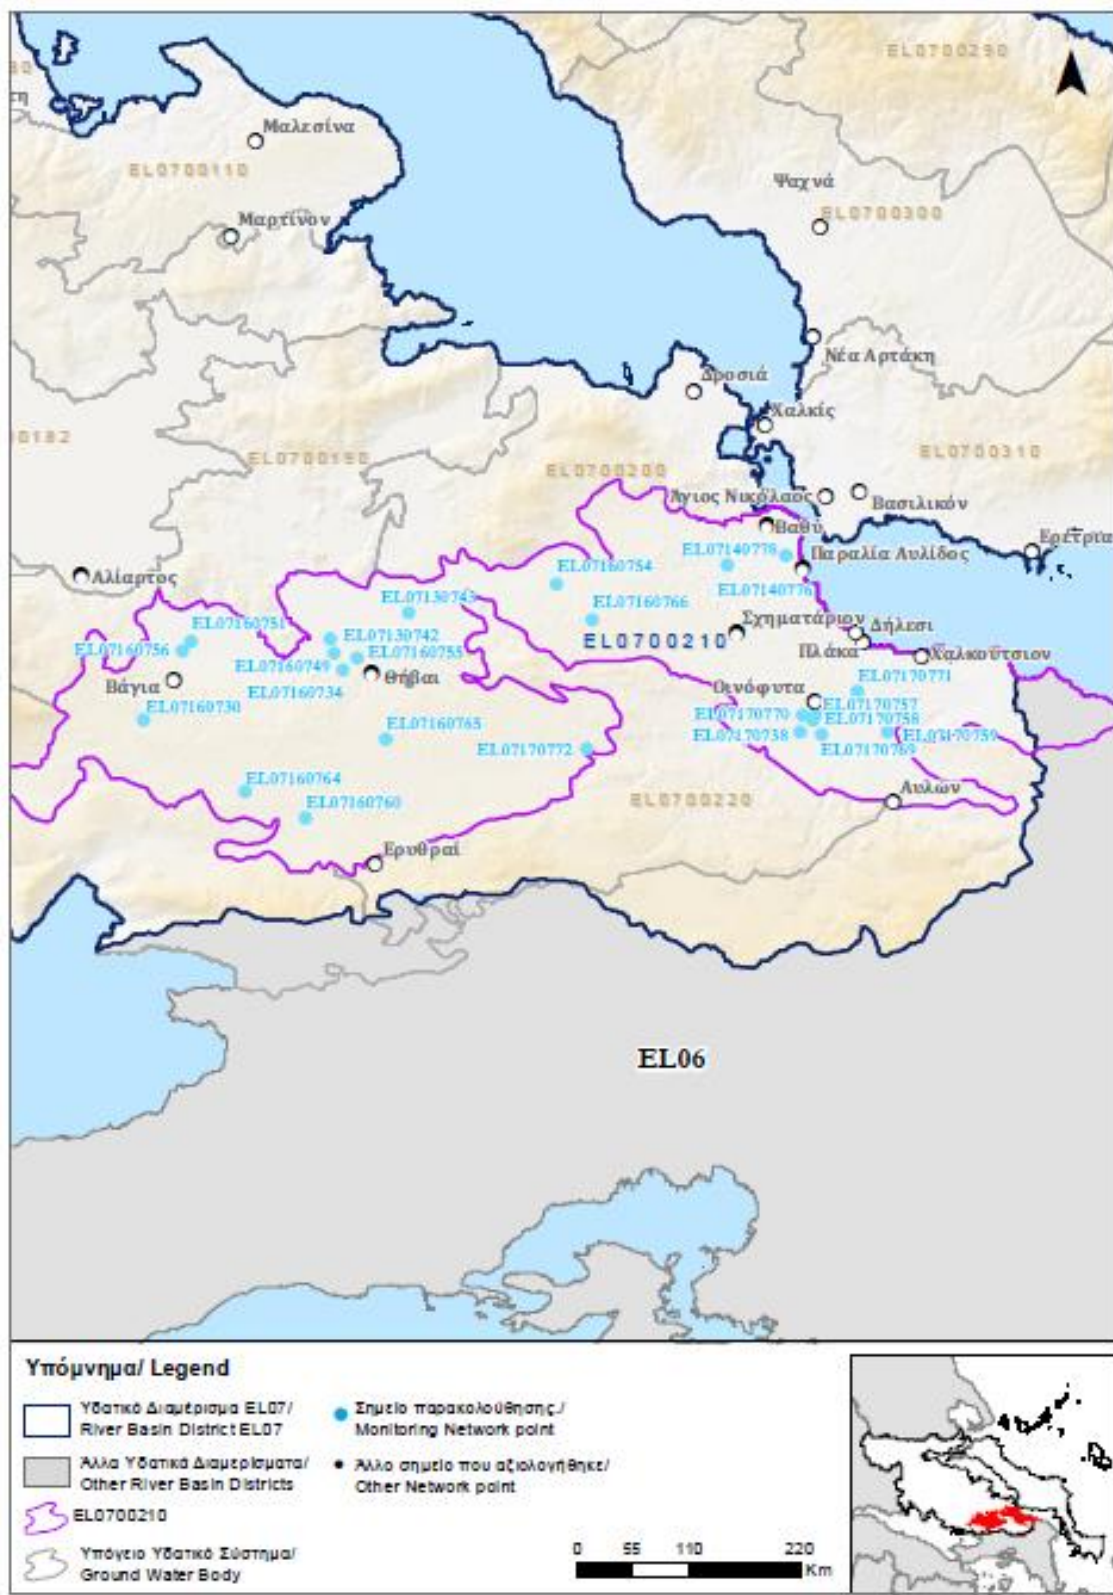 EL0700290
Μαλεσίνα
EL0700110
Ψαχνά
EL0700300
Μαρτίνον
Νέα Αρτάκη
Δροσιά
Χαλκίς
00182
EL0700190
EL0700200
EL0700310
Άγιος Νικόλαος
Βασιλικόν
Βαθύ
Ερέτρια
EL07140778
Παραλία Αυλίδος
Αλίαρτος
EL07160754
EL07140776
EL07130743
EL07160766
EL07160751
EL07130742
EL0700210
Σχηματάριον
Δήλεσι
EL07160756
EL07160755
Πλάκα
Χαλκούτσιον
EL07160749
Θήβαι
Βάγια
EL07160734
EL07170771
Οινόφυτα
EL07160730
EL07170757
EL07170770
EL07170758
EL07160765
EL07170738
EL07170759
EL07170772
EL07170769
EL07160764
EL07160760
EL0700220
Αυλών
Ερυθραί
EL06
Υπόμνημα/ Legend
Υδατικό Διαμέρισμα EL07/
River Basin District EL07
Άλλα Υδατικά Διαμερίσματα/
Other River Basin Districts
EL0700210
Υπόγειο Υδατικό Σύστημα/
Ground Water Body
Σημείο παρακολούθησης./
Monitoring Network point
Άλλο σημείο που αξιολογήθηκε/
Other Network point
0 55 110 220
Km